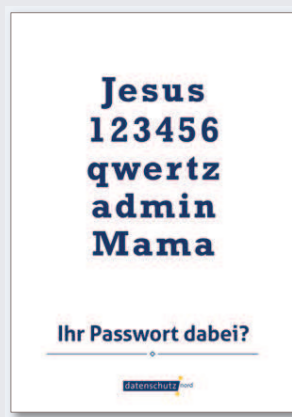 Jesus
123456
qwertz
admin
Mama
Ihr Passwort dabei?
datenschutz nord